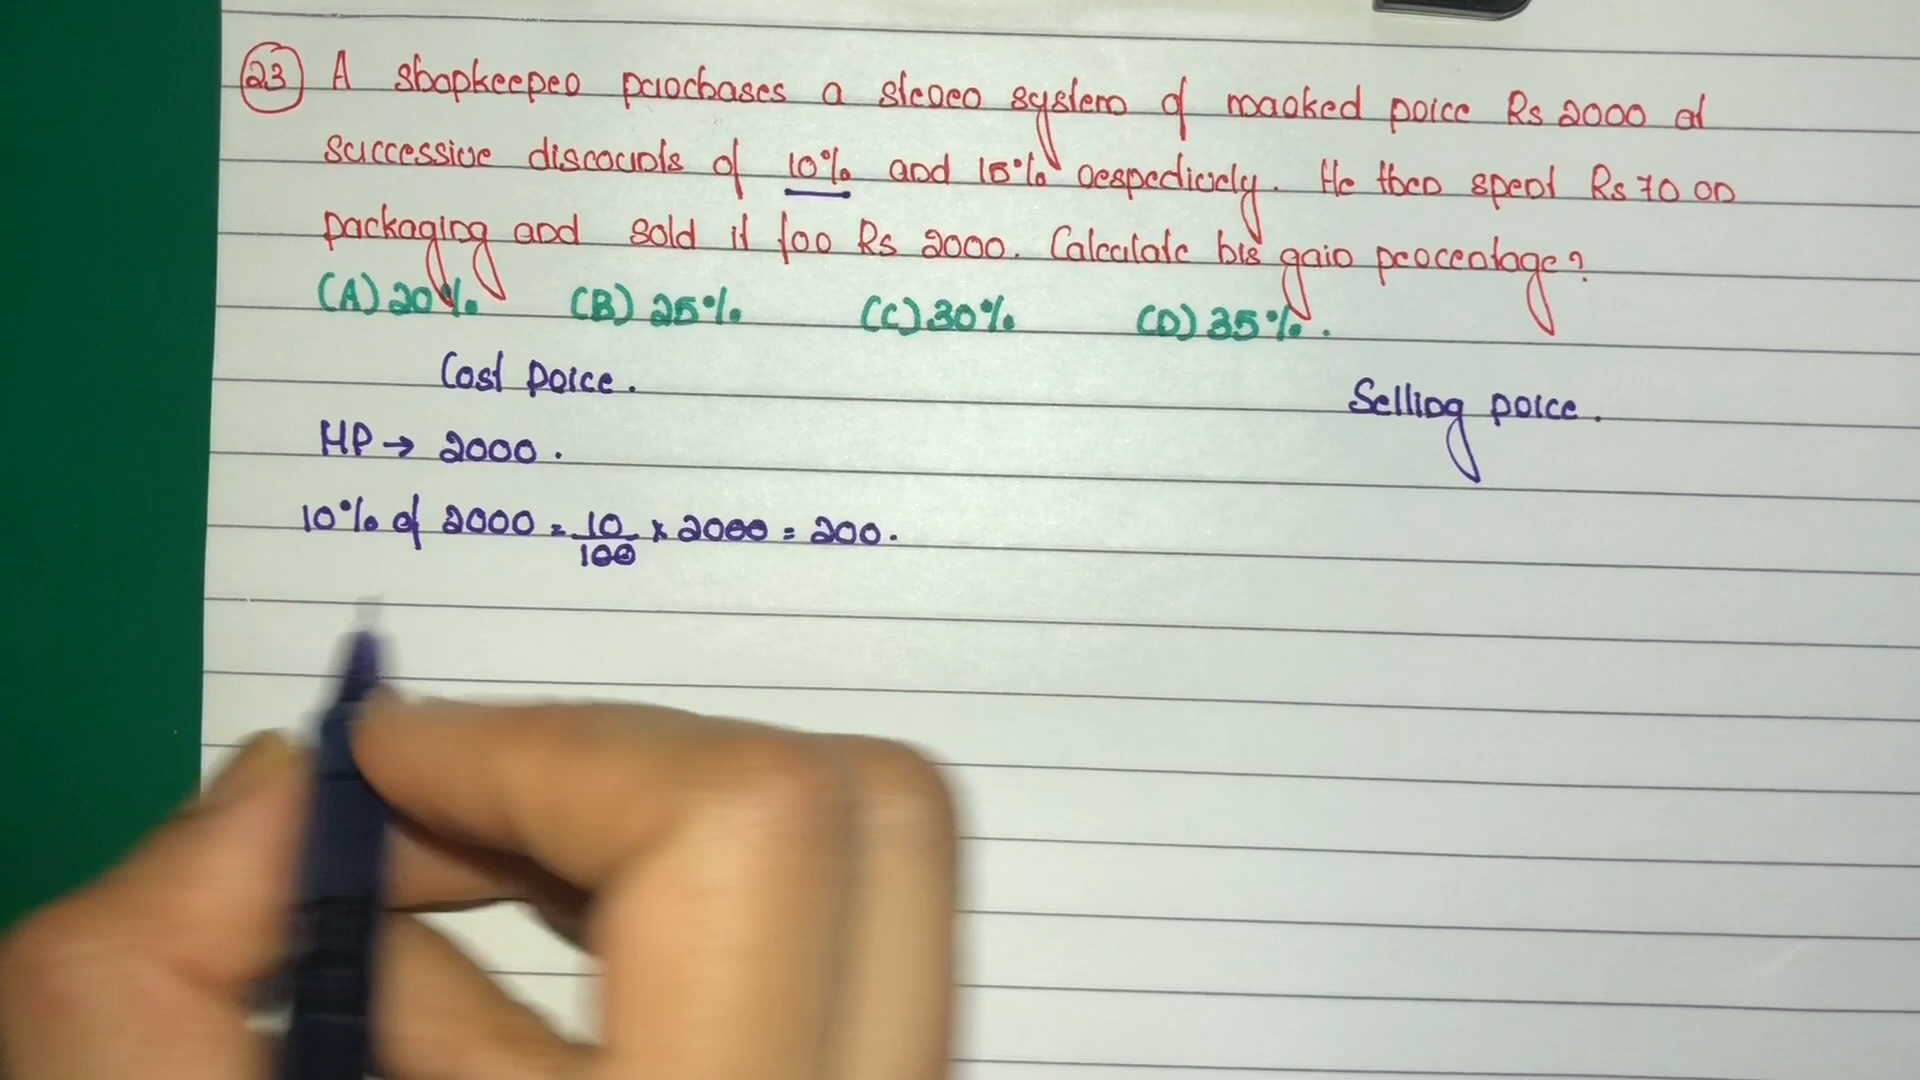 23 A shopkeeper purchases a stereo system of marked price Rs 2000 at
successive discounts of 10% and 15% respectively. He then spent Rs 70 on
packaging and sold it for Rs 2000. Calculate his gain percentage?
(A) 20% (B) 25% (C) 30% (D) 35%.
Cost price. Selling price.
MP → 2000.
10% of 2000 = 10/100 × 2000 = 200.